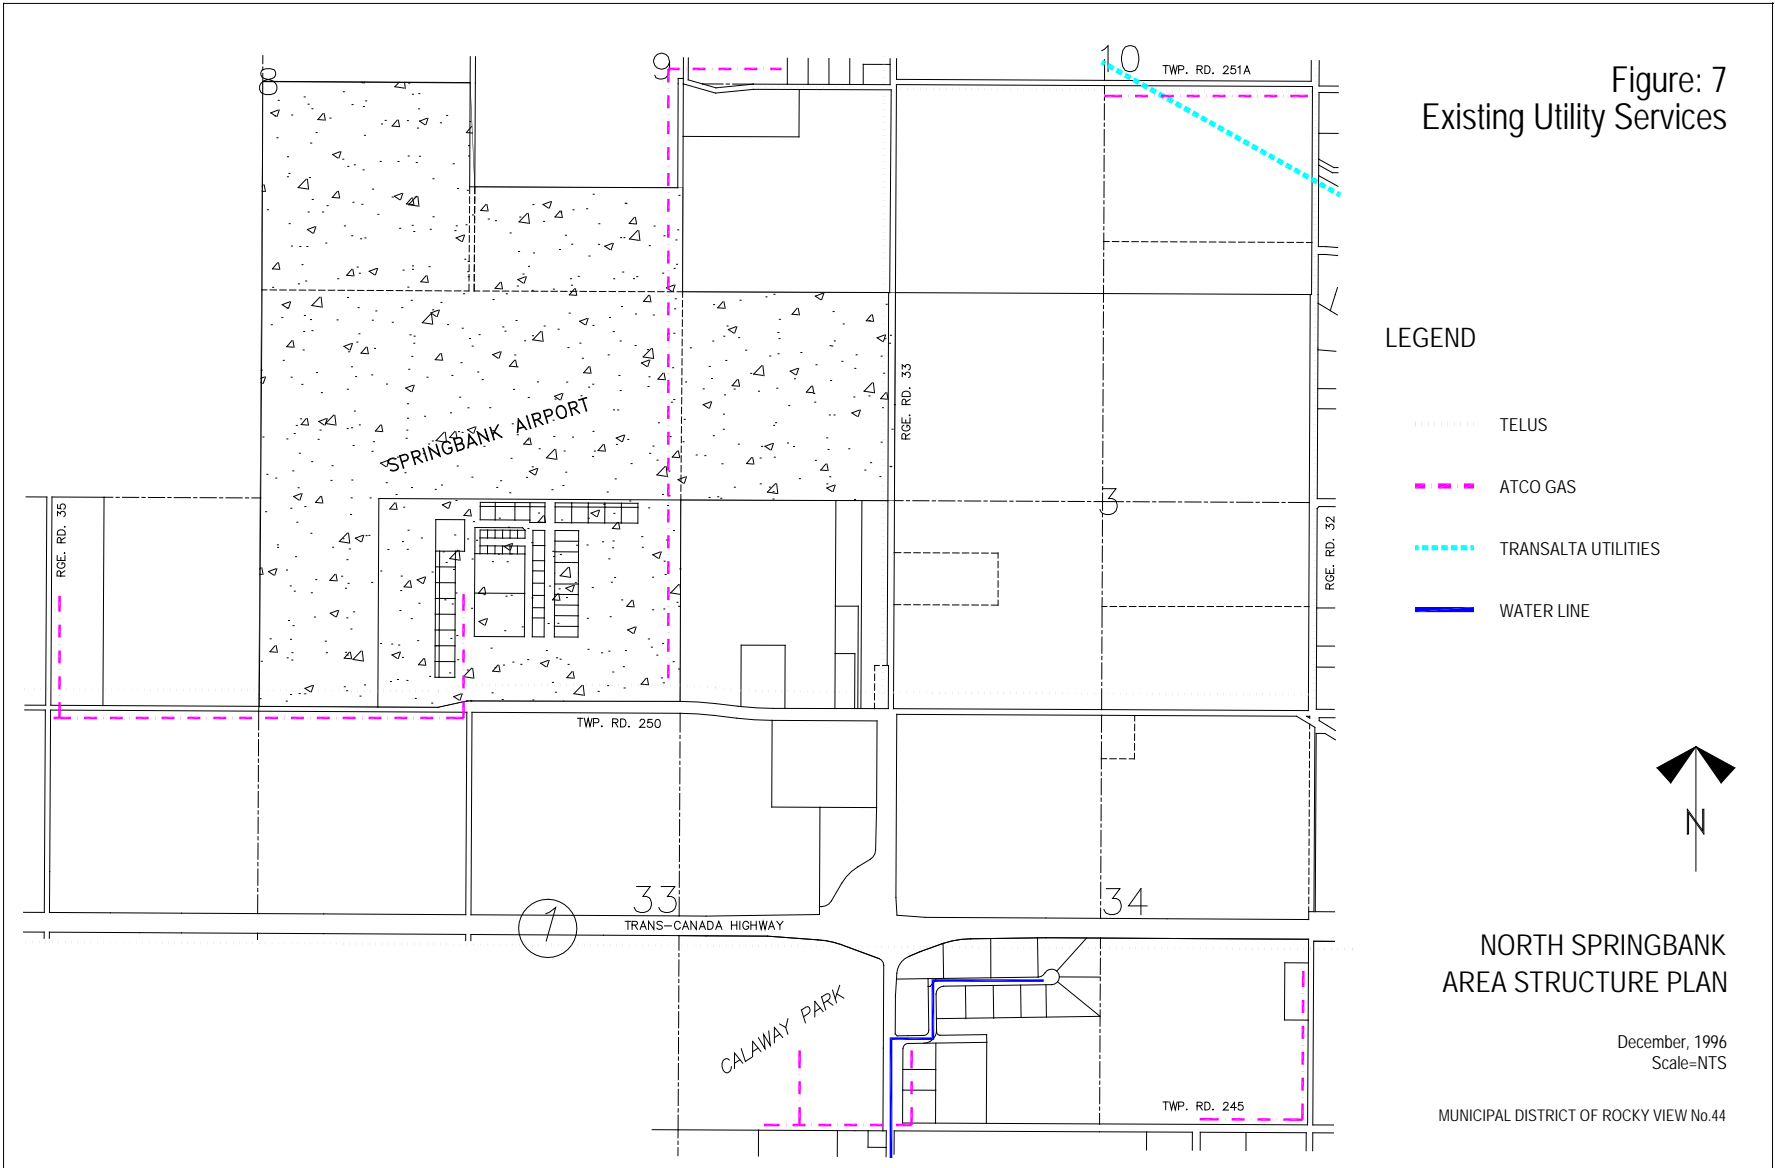 Figure: 7
Existing Utility Services
8
9
10
TWP. RD. 251A
LEGEND
TELUS
ATCO GAS
TRANSALTA UTILITIES
WATER LINE
RGE. RD. 33
SPRINGBANK AIRPORT
RGE. RD. 35
3
RGE. RD. 32
TWP. RD. 250
N
33
34
1
TRANS-CANADA HIGHWAY
CALAWAY PARK
TWP. RD. 245
NORTH SPRINGBANK
AREA STRUCTURE PLAN
December, 1996
Scale=NTS
MUNICIPAL DISTRICT OF ROCKY VIEW No.44